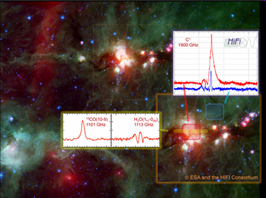 C⁺
1900 GHz
HIFI
¹³CO(10-9)
1101 GHz
H₂O(1₁₁-0₀₀)
1113 GHz
© ESA and the HIFI Consortium